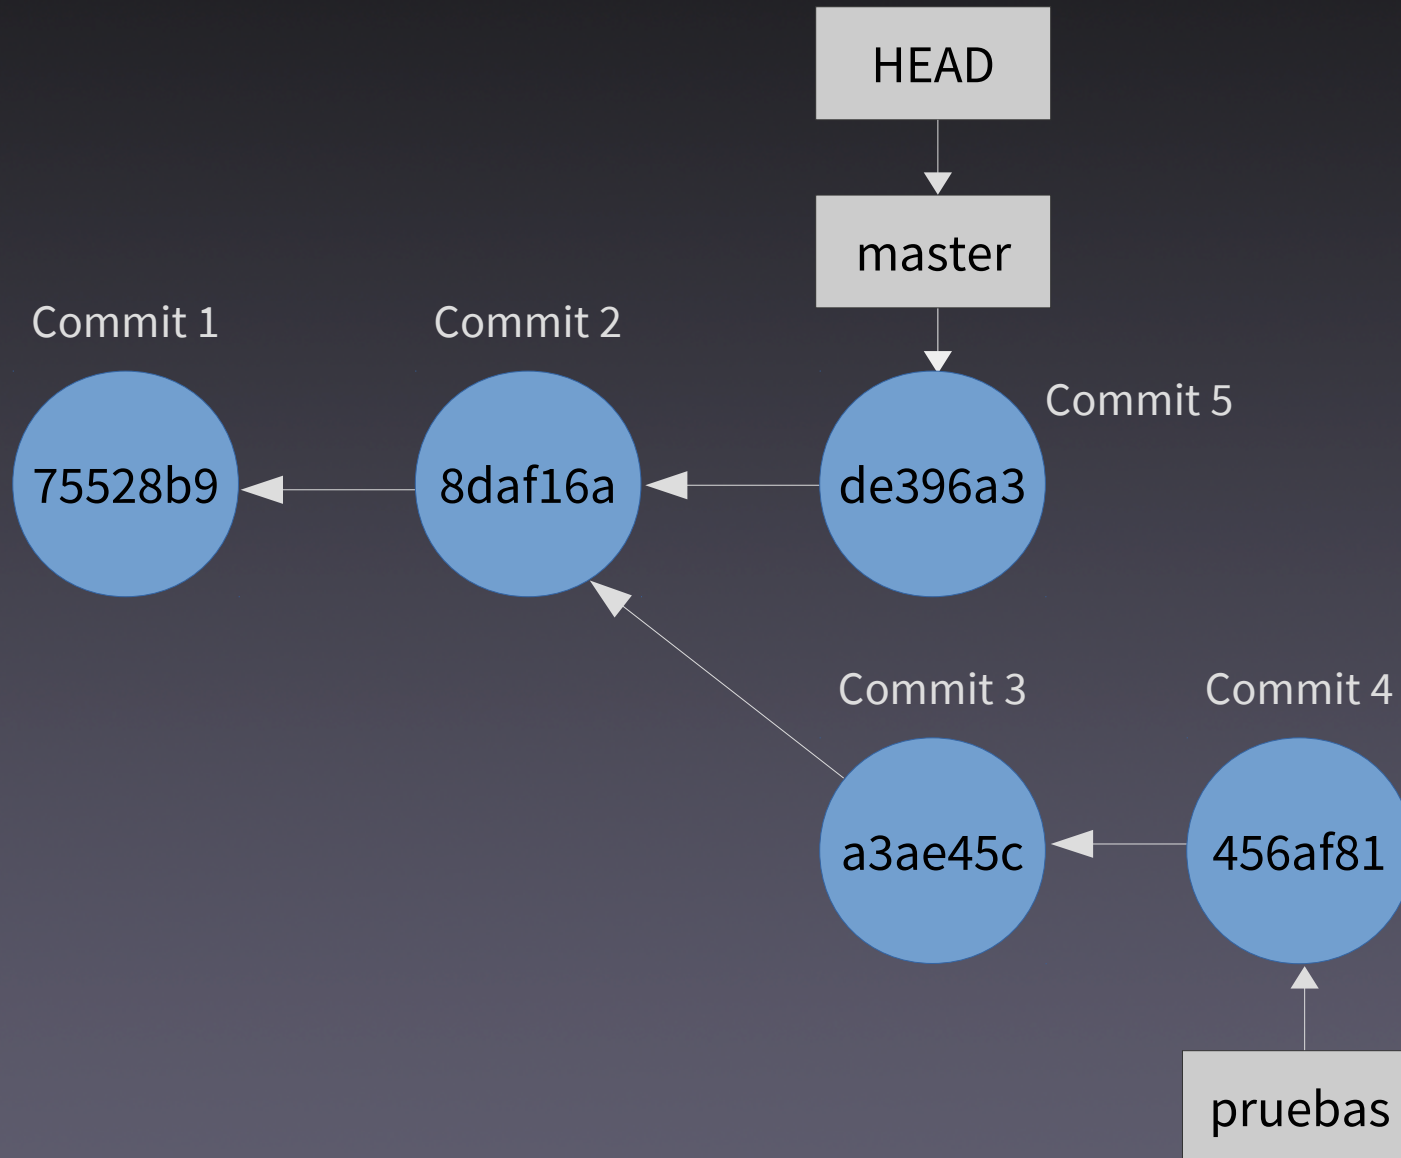 HEAD
master
Commit 1
Commit 2
Commit 5
75528b9
8daf16a
de396a3
Commit 3
Commit 4
a3ae45c
456af81
pruebas